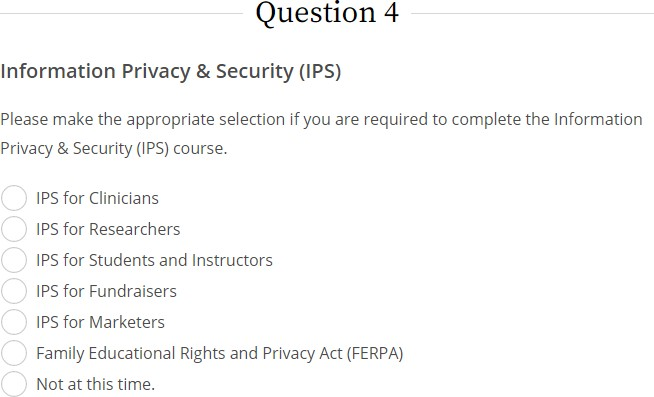 Question 4
Information Privacy & Security (IPS)
Please make the appropriate selection if you are required to complete the Information
Privacy & Security (IPS) course.
IPS for Clinicians
IPS for Researchers
IPS for Students and Instructors
IPS for Fundraisers
IPS for Marketers
Family Educational Rights and Privacy Act (FERPA)
Not at this time.